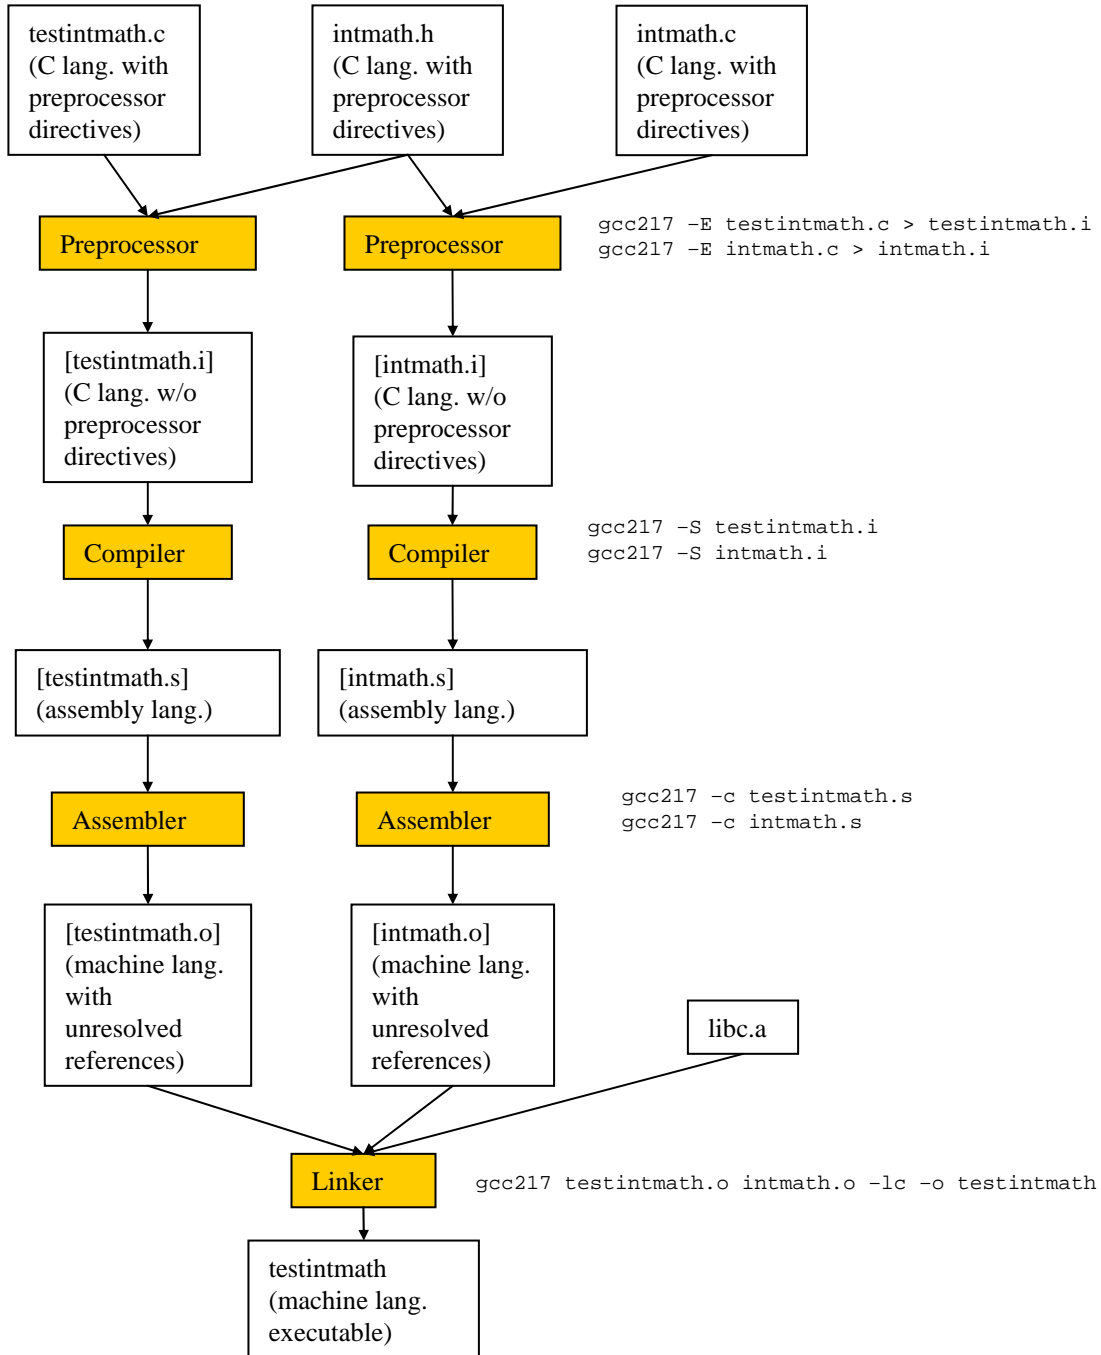 testintmath.c
(C lang. with
preprocessor
directives)
intmath.h
(C lang. with
preprocessor
directives)
intmath.c
(C lang. with
preprocessor
directives)
Preprocessor
Preprocessor
gcc217 –E testintmath.c > testintmath.i
gcc217 –E intmath.c > intmath.i
[testintmath.i]
(C lang. w/o
preprocessor
directives)
[intmath.i]
(C lang. w/o
preprocessor
directives)
Compiler
Compiler
gcc217 –S testintmath.i
gcc217 –S intmath.i
[testintmath.s]
(assembly lang.)
[intmath.s]
(assembly lang.)
Assembler
Assembler
gcc217 –c testintmath.s
gcc217 –c intmath.s
[testintmath.o]
(machine lang.
with
unresolved
references)
[intmath.o]
(machine lang.
with
unresolved
references)
libc.a
Linker
gcc217 testintmath.o intmath.o –lc –o testintmath
testintmath
(machine lang.
executable)